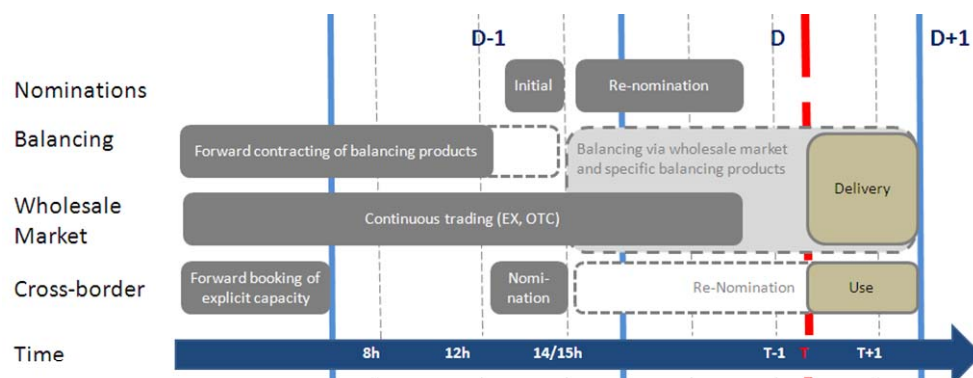 D-1
D
D+1
Nominations
Initial
Re-nomination
Balancing
Forward contracting of balancing products
Balancing via wholesale market
and specific balancing products
Delivery
Wholesale
Market
Continuous trading (EX, OTC)
Cross-border
Forward booking of
explicit capacity
Nomi-
nation
Re-Nomination
Use
Time
8h
12h
14/15h
T-1
T
T+1